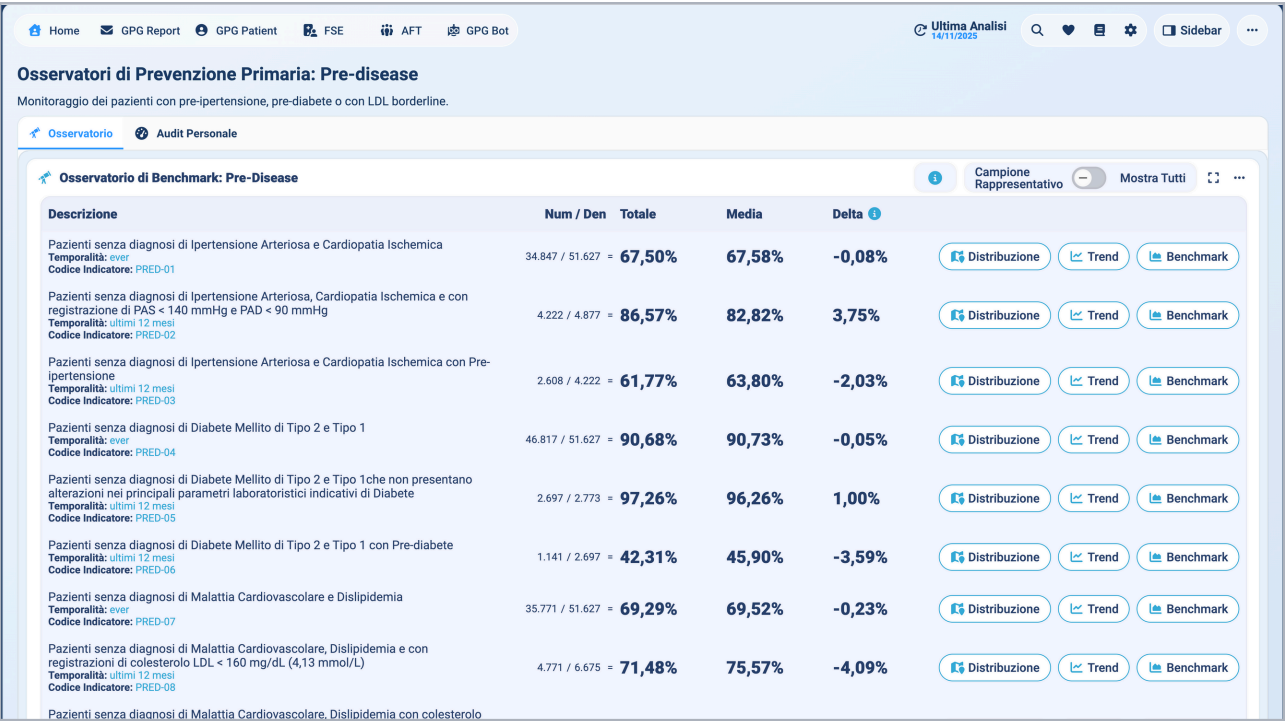 Home GPG Report GPG Patient FSE AFT GPG Bot Ultima Analisi 14/11/2025 Sidebar
Osservatori di Prevenzione Primaria: Pre-disease
Monitoraggio dei pazienti con pre-ipertensione, pre-diabete o con LDL borderline.
Osservatorio Audit Personale
Osservatorio di Benchmark: Pre-Disease Campione Rappresentativo Mostra Tutti
Descrizione Num / Den Totale Media Delta
Pazienti senza diagnosi di Ipertensione Arteriosa e Cardiopatia Ischemica
Temporalità: ever
Codice Indicatore: PRED-01
34.847 / 51.627 = 67,50% 67,58% -0,08% Distribuzione Trend Benchmark
Pazienti senza diagnosi di Ipertensione Arteriosa, Cardiopatia Ischemica e con
registrazione di PAS < 140 mmHg e PAD < 90 mmHg
Temporalità: ultimi 12 mesi
Codice Indicatore: PRED-02
4.222 / 4.877 = 86,57% 82,82% 3,75% Distribuzione Trend Benchmark
Pazienti senza diagnosi di Ipertensione Arteriosa e Cardiopatia Ischemica con Pre-
ipertensione
Temporalità: ultimi 12 mesi
Codice Indicatore: PRED-03
2.608 / 4.222 = 61,77% 63,80% -2,03% Distribuzione Trend Benchmark
Pazienti senza diagnosi di Diabete Mellito di Tipo 2 e Tipo 1
Temporalità: ever
Codice Indicatore: PRED-04
46.817 / 51.627 = 90,68% 90,73% -0,05% Distribuzione Trend Benchmark
Pazienti senza diagnosi di Diabete Mellito di Tipo 2 e Tipo 1che non presentano
alterazioni nei principali parametri laboratoristici indicativi di Diabete
Temporalità: ultimi 12 mesi
Codice Indicatore: PRED-05
2.697 / 2.773 = 97,26% 96,26% 1,00% Distribuzione Trend Benchmark
Pazienti senza diagnosi di Diabete Mellito di Tipo 2 e Tipo 1 con Pre-diabete
Temporalità: ultimi 12 mesi
Codice Indicatore: PRED-06
1.141 / 2.697 = 42,31% 45,90% -3,59% Distribuzione Trend Benchmark
Pazienti senza diagnosi di Malattia Cardiovascolare e Dislipidemia
Temporalità: ever
Codice Indicatore: PRED-07
35.771 / 51.627 = 69,29% 69,52% -0,23% Distribuzione Trend Benchmark
Pazienti senza diagnosi di Malattia Cardiovascolare, Dislipidemia e con
registrazioni di colesterolo LDL < 160 mg/dL (4,13 mmol/L)
Temporalità: ultimi 12 mesi
Codice Indicatore: PRED-08
4.771 / 6.675 = 71,48% 75,57% -4,09% Distribuzione Trend Benchmark
Pazienti senza diagnosi di Malattia Cardiovascolare, Dislipidemia con colesterolo